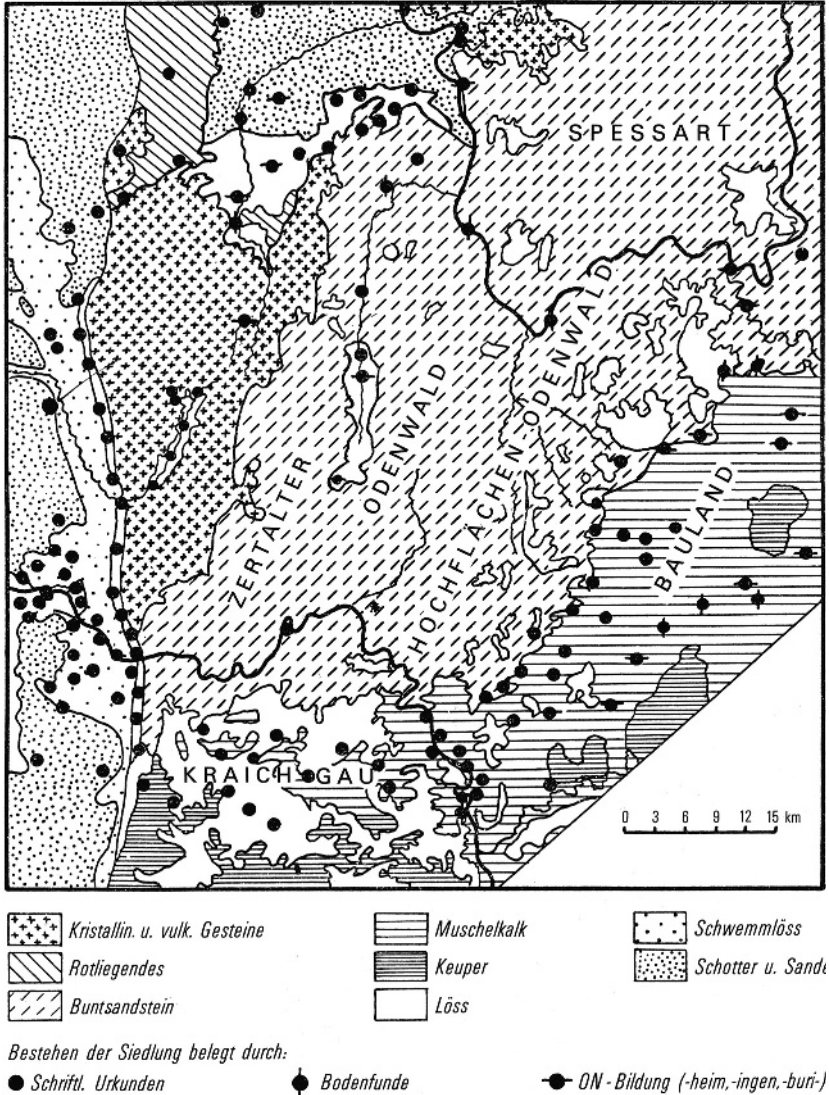 SPESSART
ZERTALTER
ODENWALD
HOCHFLÄCHEN-ODENWALD
BAULAND
KRAICHGAU
0 3 6 9 12 15 km
Kristallin. u. vulk. Gesteine
Muschelkalk
Schwemmlöss
Rotliegendes
Keuper
Schotter u. Sande
Buntsandstein
Löss
Bestehen der Siedlung belegt durch:
Schriftl. Urkunden
Bodenfunde
ON - Bildung (-heim,-ingen,-buri-)